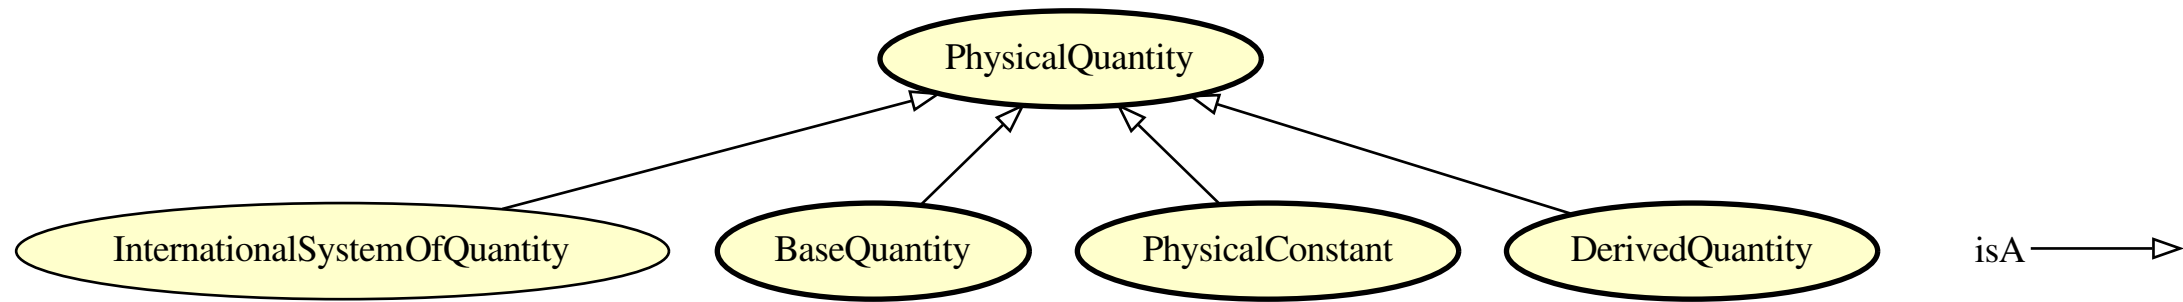 PhysicalQuantity
InternationalSystemOfQuantity
BaseQuantity
PhysicalConstant
DerivedQuantity
isA